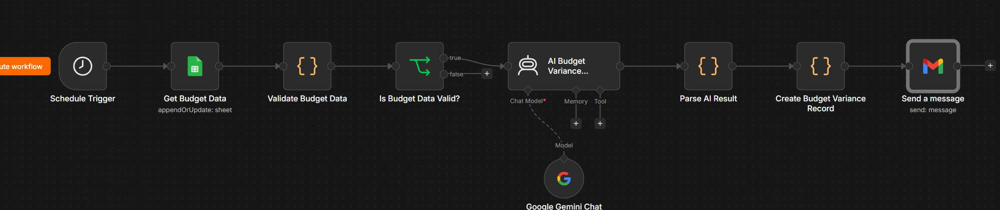 ute workflow
Schedule Trigger
Get Budget Data
appendOrUpdate: sheet
Validate Budget Data
Is Budget Data Valid?
true
false
AI Budget
Variance...
Chat Model*
Memory
Tool
Model
Google Gemini Chat
Parse AI Result
Create Budget Variance
Record
Send a message
send: message